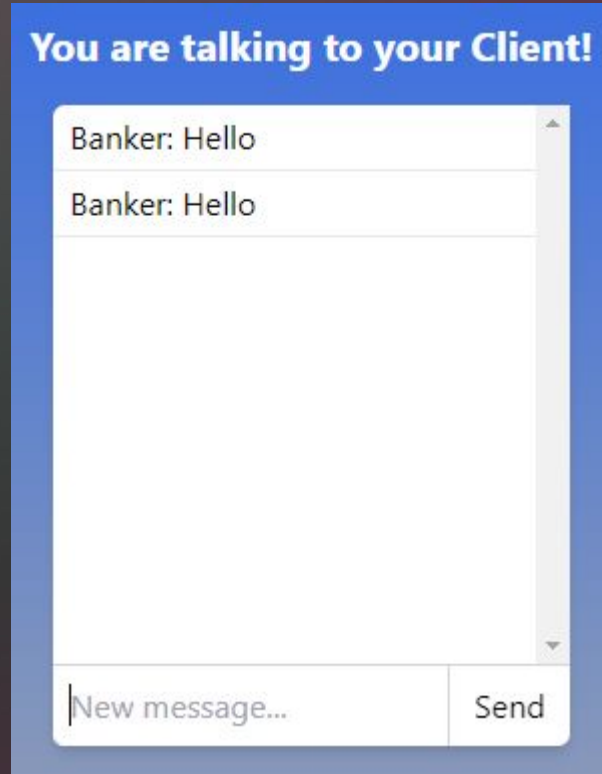 You are talking to your Client!
Banker: Hello
Banker: Hello
New message...
Send